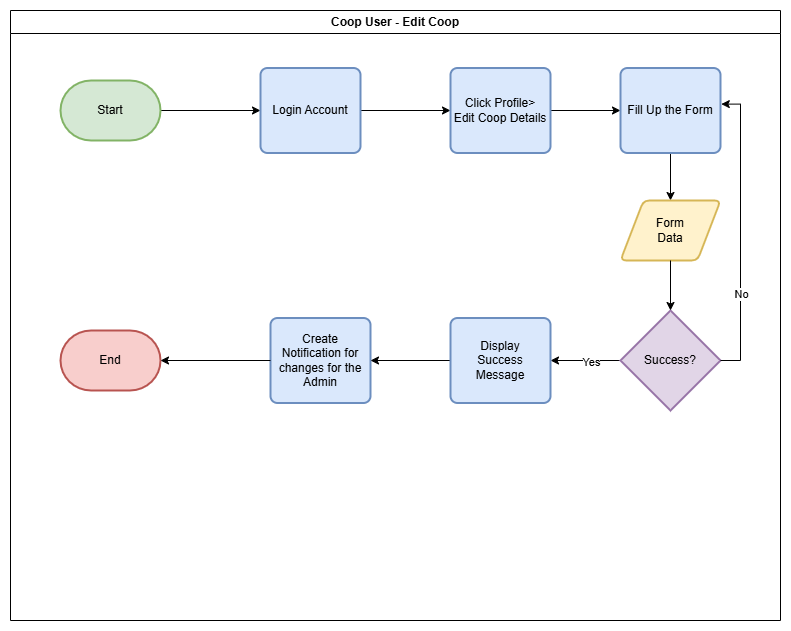 Coop User - Edit Coop
Start
Login Account
Click Profile>
Edit Coop Details
Fill Up the Form
Form
Data
No
Success?
Yes
Display
Success
Message
Create
Notification for
changes for the
Admin
End